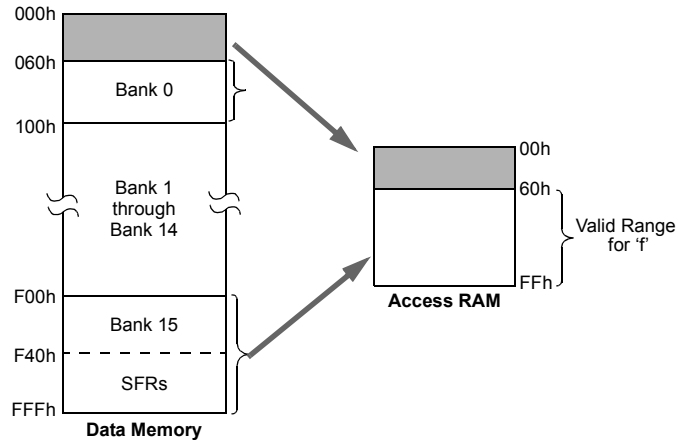 000h
060h
Bank 0
100h
Bank 1
through
Bank 14
F00h
Bank 15
F40h
SFRs
FFFh
Data Memory
00h
60h
Valid Range
for ‘f’
FFh
Access RAM